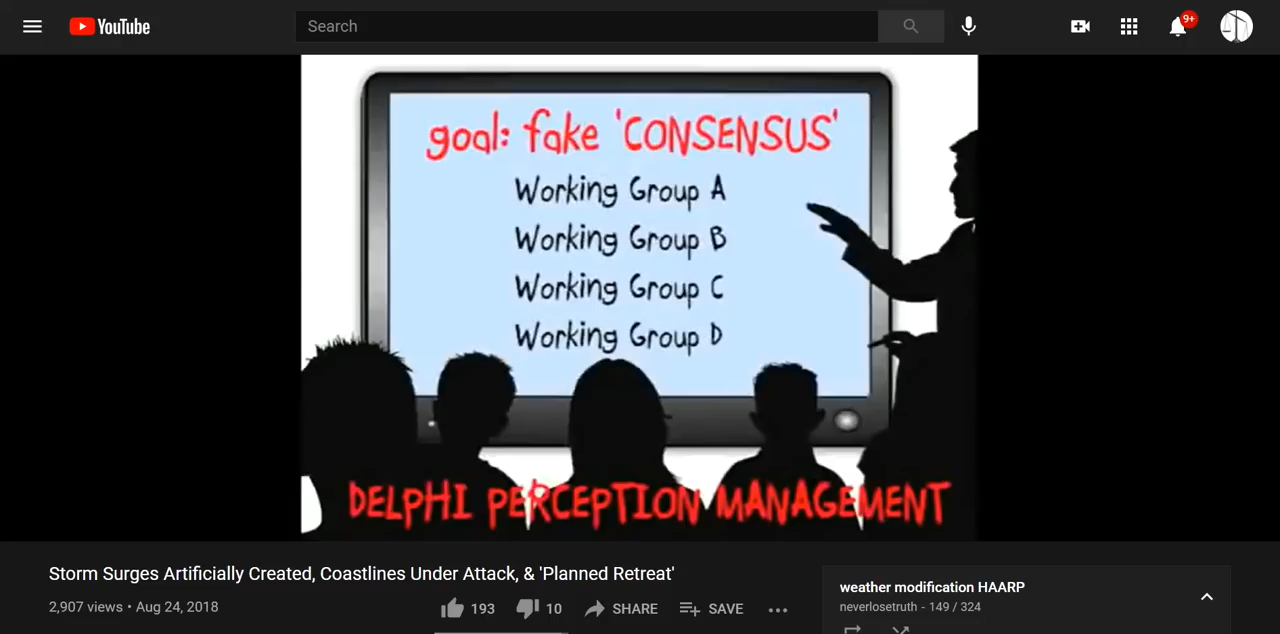 YouTube
Search
9+
goal: fake 'CONSENSUS'
Working Group A
Working Group B
Working Group C
Working Group D
DELPHI PERCEPTION MANAGEMENT
Storm Surges Artificially Created, Coastlines Under Attack, & 'Planned Retreat'
2,907 views • Aug 24, 2018
193
10
SHARE
SAVE
weather modification HAARP
neverlosetruth - 149 / 324